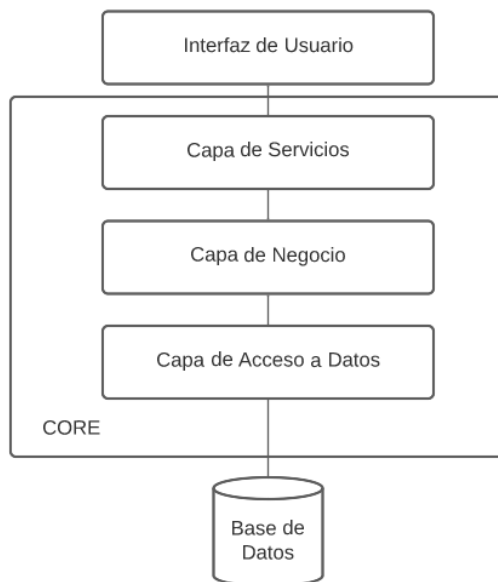 Interfaz de Usuario
Capa de Servicios
Capa de Negocio
Capa de Acceso a Datos
CORE
Base de
Datos